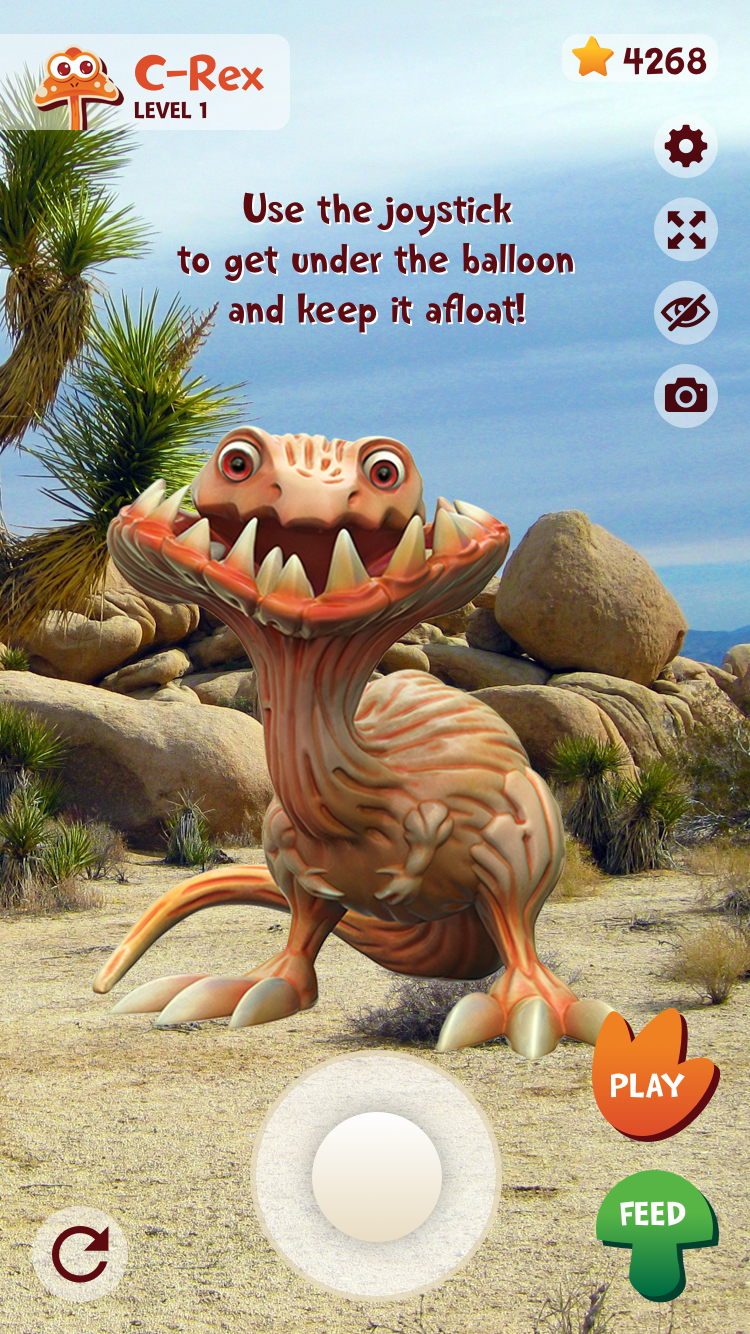 C-Rex
LEVEL 1
4268
Use the joystick
to get under the balloon
and keep it afloat!
PLAY
FEED